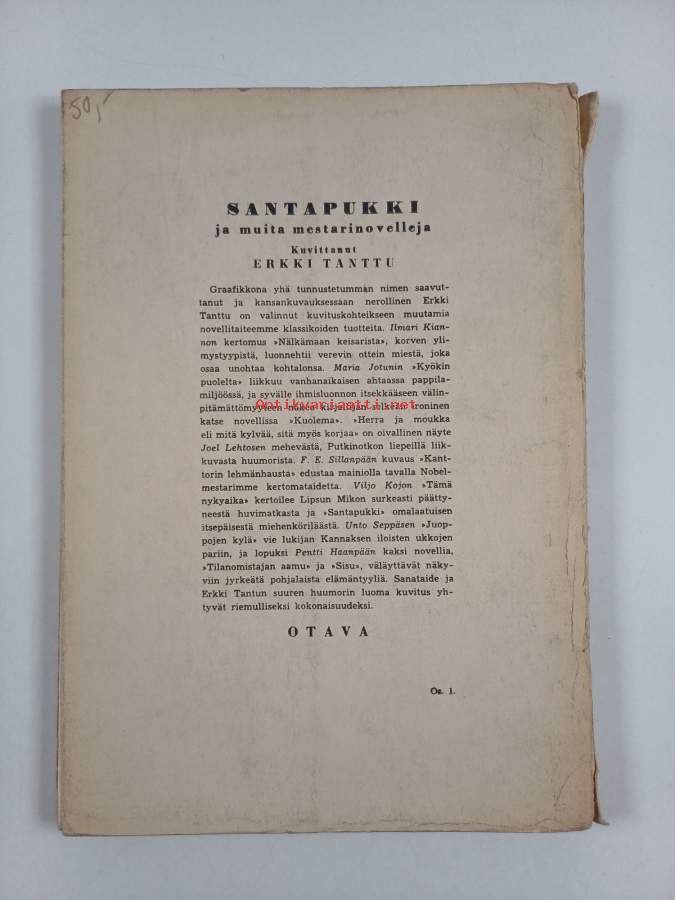 50,
SANTAPUKKI
ja muita mestarinovelleja
Kuvittanut
ERKKI TANTTU
Graafikkona yhä tunnustetumman nimen saavut-
tanut ja kansankuvauksessaan nerollinen Erkki
Tanttu on valinnut kuvituskohteikseen muutamia
novellitaiteemme klassikoiden tuotteita. Ilmari Kian-
non kertomus »Nälkämaan keisarista», korven yli-
mystyypistä, luonnehtii verevin ottein miestä, joka
osaa unohtaa kohtalonsa. Maria Jotunin »Kyökin
puolelta» liikkuu vanhanaikaisen ahtaassa pappila-
miljöössä, ja syvälle ihmisluonnon itsekkääseen välin-
pitämättömyyteen näkee kirjailijan selkeän ironinen
Antikvariaatti.net
katse novellissa »Kuolema». »Herra ja moukka
eli mitä kylvää, sitä myös korjaa» on oivallinen näyte
Joel Lehtosen mehevästä, Putkinotkon liepeillä liik-
kuvasta huumorista. F. E. Sillanpään kuvaus »Kant-
torin lehmänhausta» edustaa mainiolla tavalla Nobel-
mestarimme kertomataidetta. Viljo Kojon »Tämä
nykyaika» kertoilee Lipsun Mikon surkeasti päätty-
neestä huvimatkasta ja »Santapukki» omalaatuisen
itsepäisestä miehenköriläästä. Unto Seppäsen »Juop-
pojen kylä» vie lukijan Kannaksen iloisten ukkojen
pariin, ja lopuksi Pentti Haanpään kaksi novellia,
»Tilanomistajan aamu» ja »Sisu», väläyttävät näky-
viin jyrkeätä pohjalaista elämäntyyliä. Sanataide ja
Erkki Tantun suuren huumorin luoma kuvitus yh-
tyvät riemulliseksi kokonaisuudeksi.
OTAVA
Os. 1.